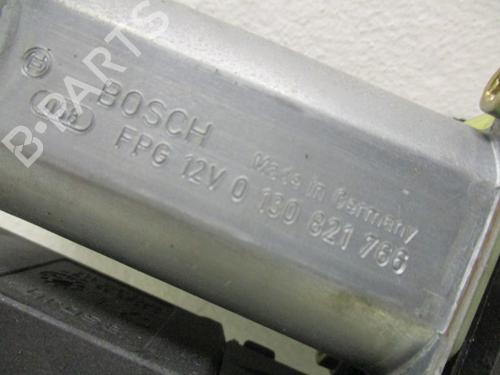 B-PARTS
BOSCH
FPG 12V 0 130 821 766
Made in Germany